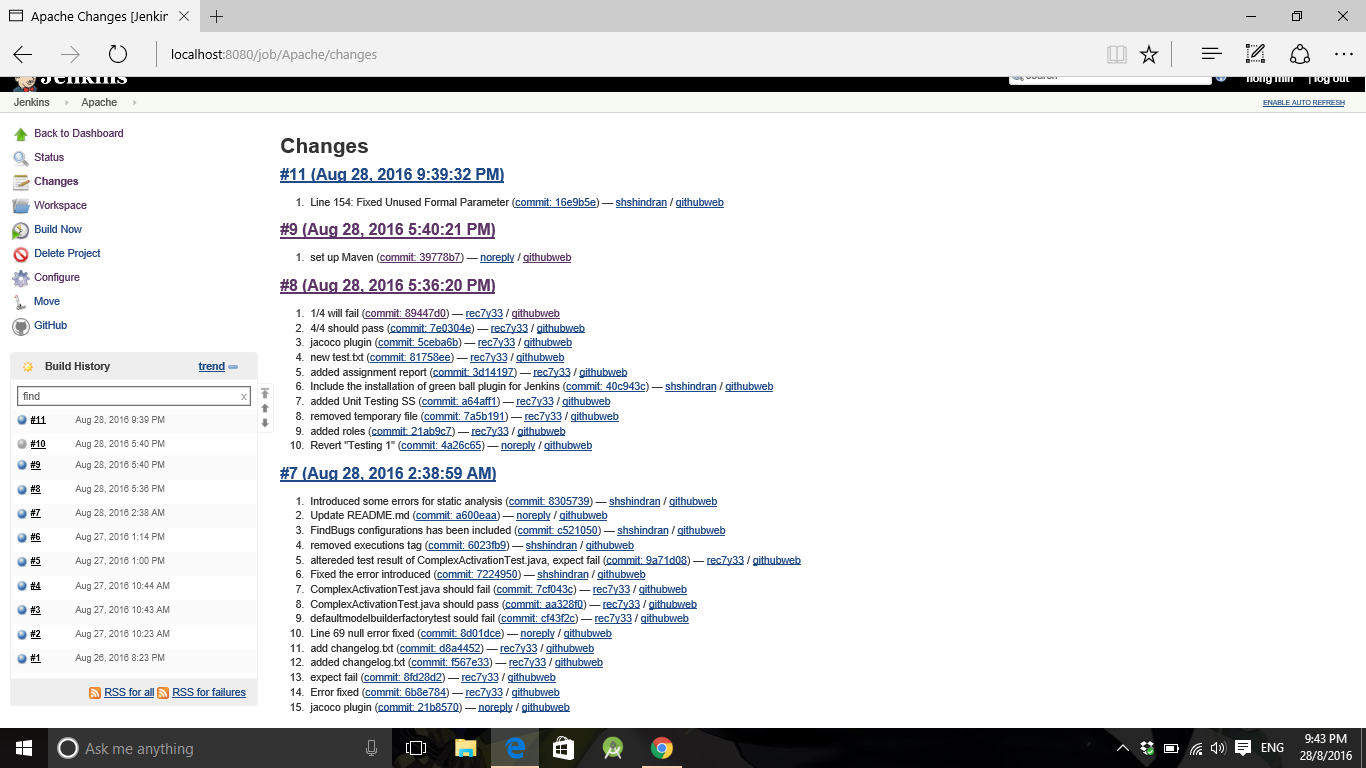 Apache Changes [Jenkir
localhost:8080/job/Apache/changes
Jenkins
search
hong min | log out
Jenkins Apache
ENABLE AUTO REFRESH
Back to Dashboard
Status
Changes
Workspace
Build Now
Delete Project
Configure
Move
GitHub
Build History trend
find x
#11 Aug 28, 2016 9:39 PM
#10 Aug 28, 2016 5:40 PM
#9 Aug 28, 2016 5:40 PM
#8 Aug 28, 2016 5:36 PM
#7 Aug 28, 2016 2:38 AM
#6 Aug 27, 2016 1:14 PM
#5 Aug 27, 2016 1:00 PM
#4 Aug 27, 2016 10:44 AM
#3 Aug 27, 2016 10:43 AM
#2 Aug 27, 2016 10:23 AM
#1 Aug 26, 2016 8:23 PM
RSS for all RSS for failures
Changes
#11 (Aug 28, 2016 9:39:32 PM)
1. Line 154: Fixed Unused Formal Parameter (commit: 16e9b5e) — shshindran / githubweb
#9 (Aug 28, 2016 5:40:21 PM)
1. set up Maven (commit: 39778b7) — noreply / githubweb
#8 (Aug 28, 2016 5:36:20 PM)
1. 1/4 will fail (commit: 89447d0) — rec7y33 / githubweb
2. 4/4 should pass (commit: 7e0304e) — rec7y33 / githubweb
3. jacoco plugin (commit: 5ceba6b) — rec7y33 / githubweb
4. new test.txt (commit: 81758ee) — rec7y33 / githubweb
5. added assignment report (commit: 3d14197) — rec7y33 / githubweb
6. Include the installation of green ball plugin for Jenkins (commit: 40c943c) — shshindran / githubweb
7. added Unit Testing SS (commit: a64aff1) — rec7y33 / githubweb
8. removed temporary file (commit: 7a5b191) — rec7y33 / githubweb
9. added roles (commit: 21ab9c7) — rec7y33 / githubweb
10. Revert "Testing 1" (commit: 4a26c65) — noreply / githubweb
#7 (Aug 28, 2016 2:38:59 AM)
1. Introduced some errors for static analysis (commit: 8305739) — shshindran / githubweb
2. Update README.md (commit: a600eaa) — noreply / githubweb
3. FindBugs configurations has been included (commit: c521050) — shshindran / githubweb
4. removed executions tag (commit: 6023fb9) — shshindran / githubweb
5. altereded test result of ComplexActivationTest.java, expect fail (commit: 9a71d08) — rec7y33 / githubweb
6. Fixed the error introduced (commit: 7224950) — shshindran / githubweb
7. ComplexActivationTest.java should fail (commit: 7cf043c) — rec7y33 / githubweb
8. ComplexActivationTest.java should pass (commit: aa328f0) — rec7y33 / githubweb
9. defaultmodelbuilderfactorytest sould fail (commit: cf43f2c) — rec7y33 / githubweb
10. Line 69 null error fixed (commit: 8d01dce) — noreply / githubweb
11. add changelog.txt (commit: d8a4452) — rec7y33 / githubweb
12. added changelog.txt (commit: f567e33) — rec7y33 / githubweb
13. expect fail (commit: 8fd28d2) — rec7y33 / githubweb
14. Error fixed (commit: 6b8e784) — rec7y33 / githubweb
15. jacoco plugin (commit: 21b8570) — noreply / githubweb
Ask me anything
ENG
9:43 PM
28/8/2016